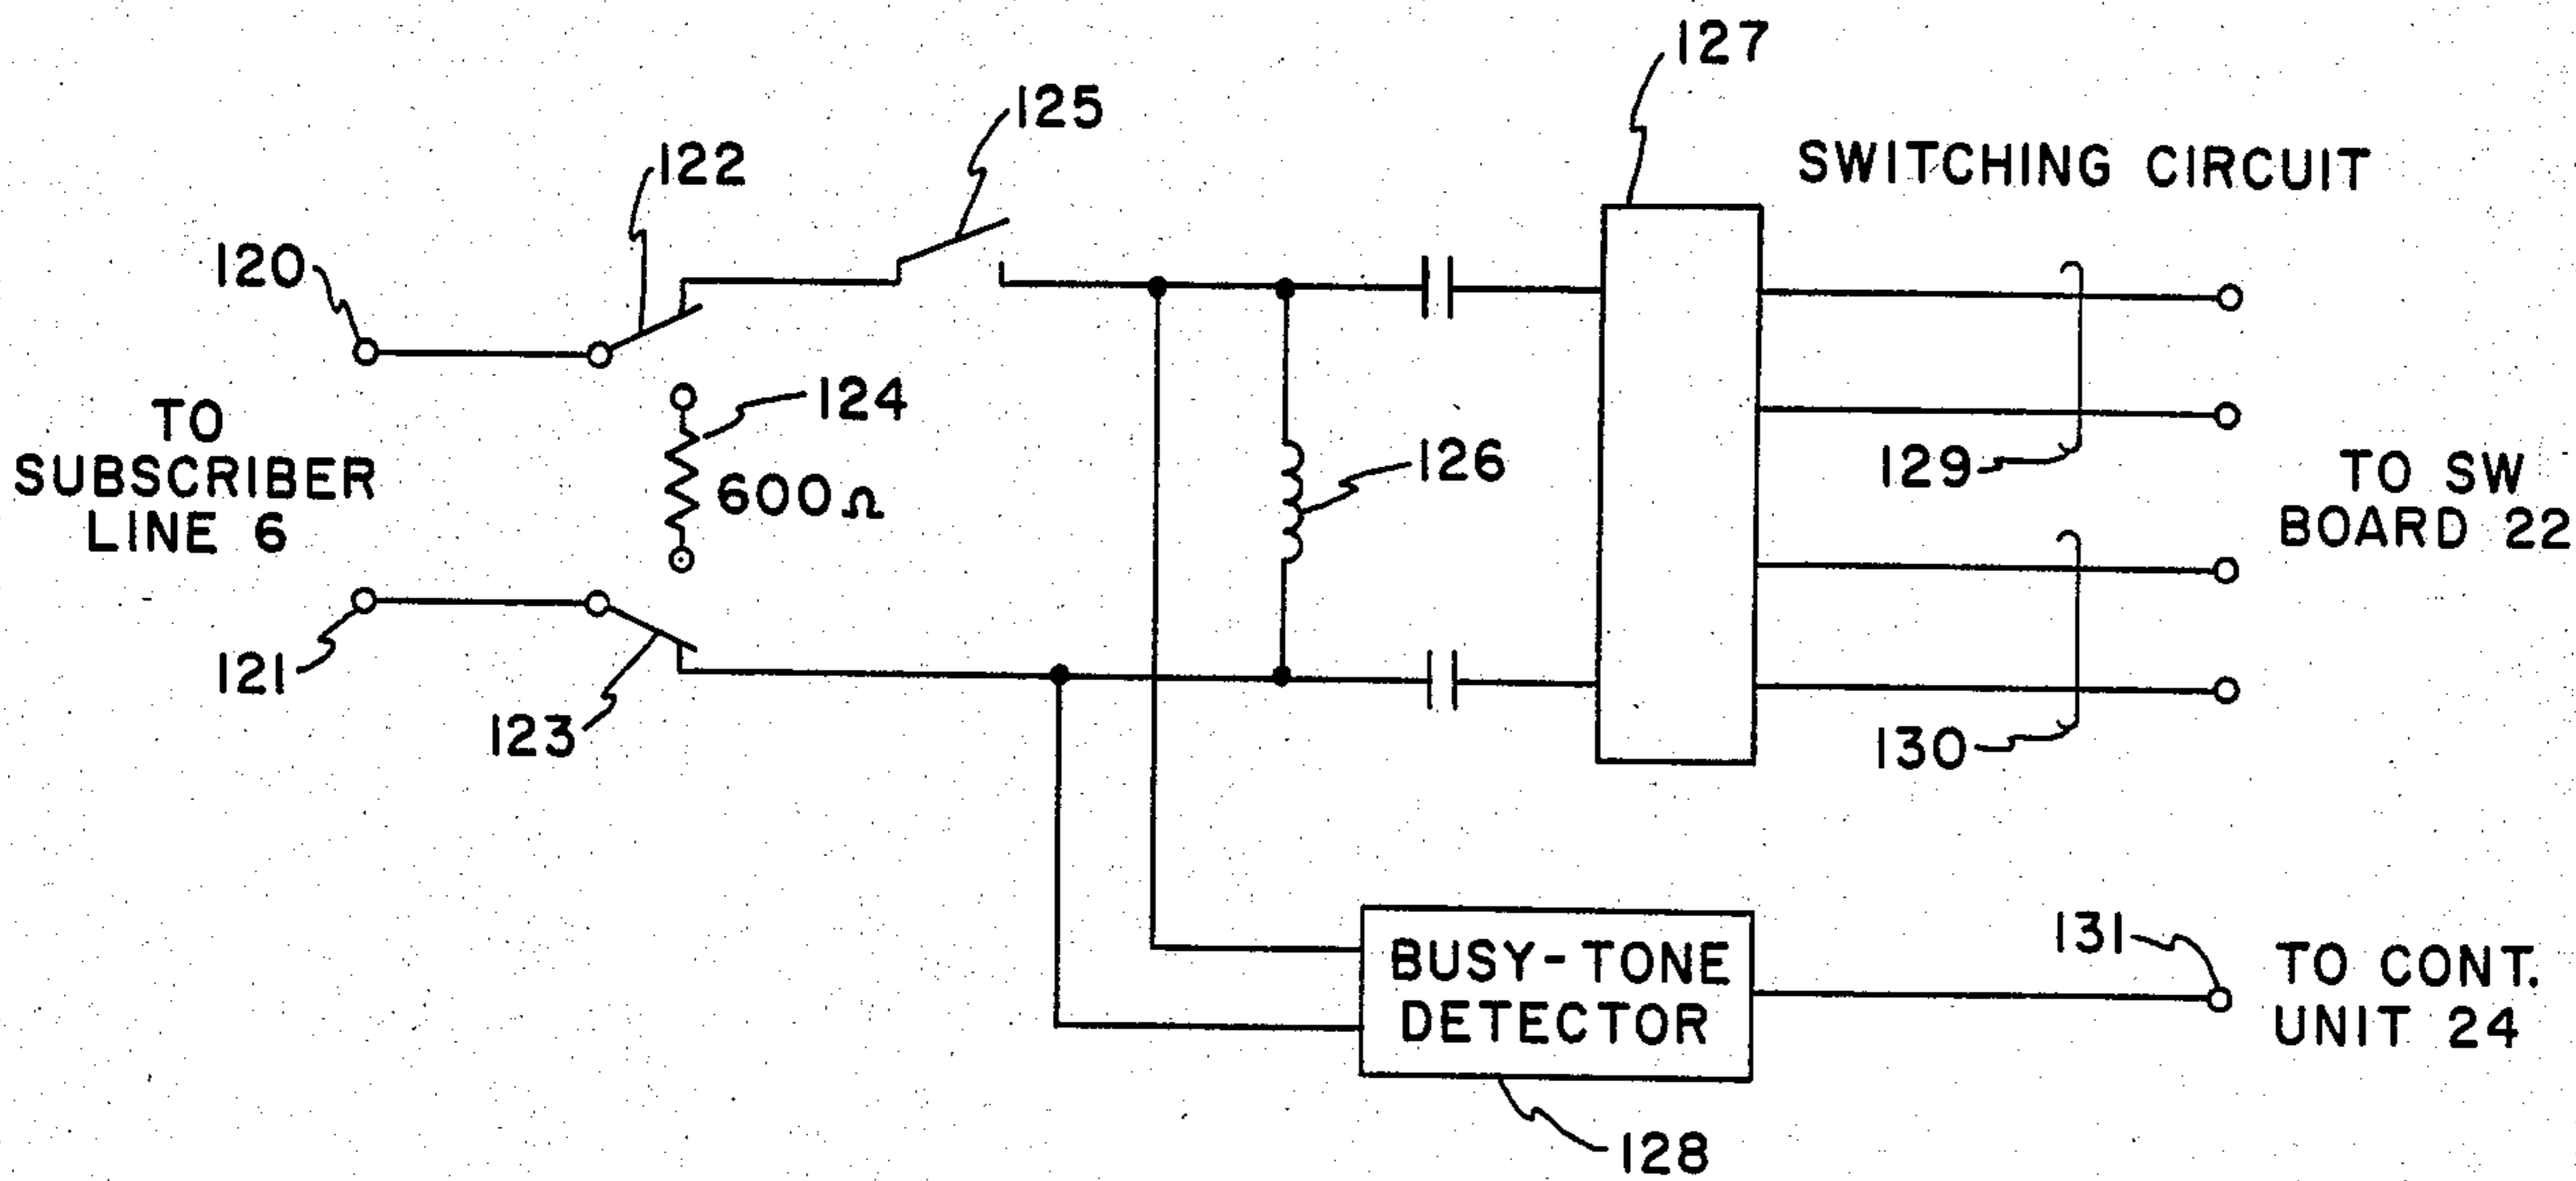 127
125
SWITCHING CIRCUIT
122
120
124
TO
SUBSCRIBER
LINE 6
126
600Ω
129
TO SW
BOARD 22
121
123
130
131
BUSY-TONE
DETECTOR
TO CONT.
UNIT 24
128